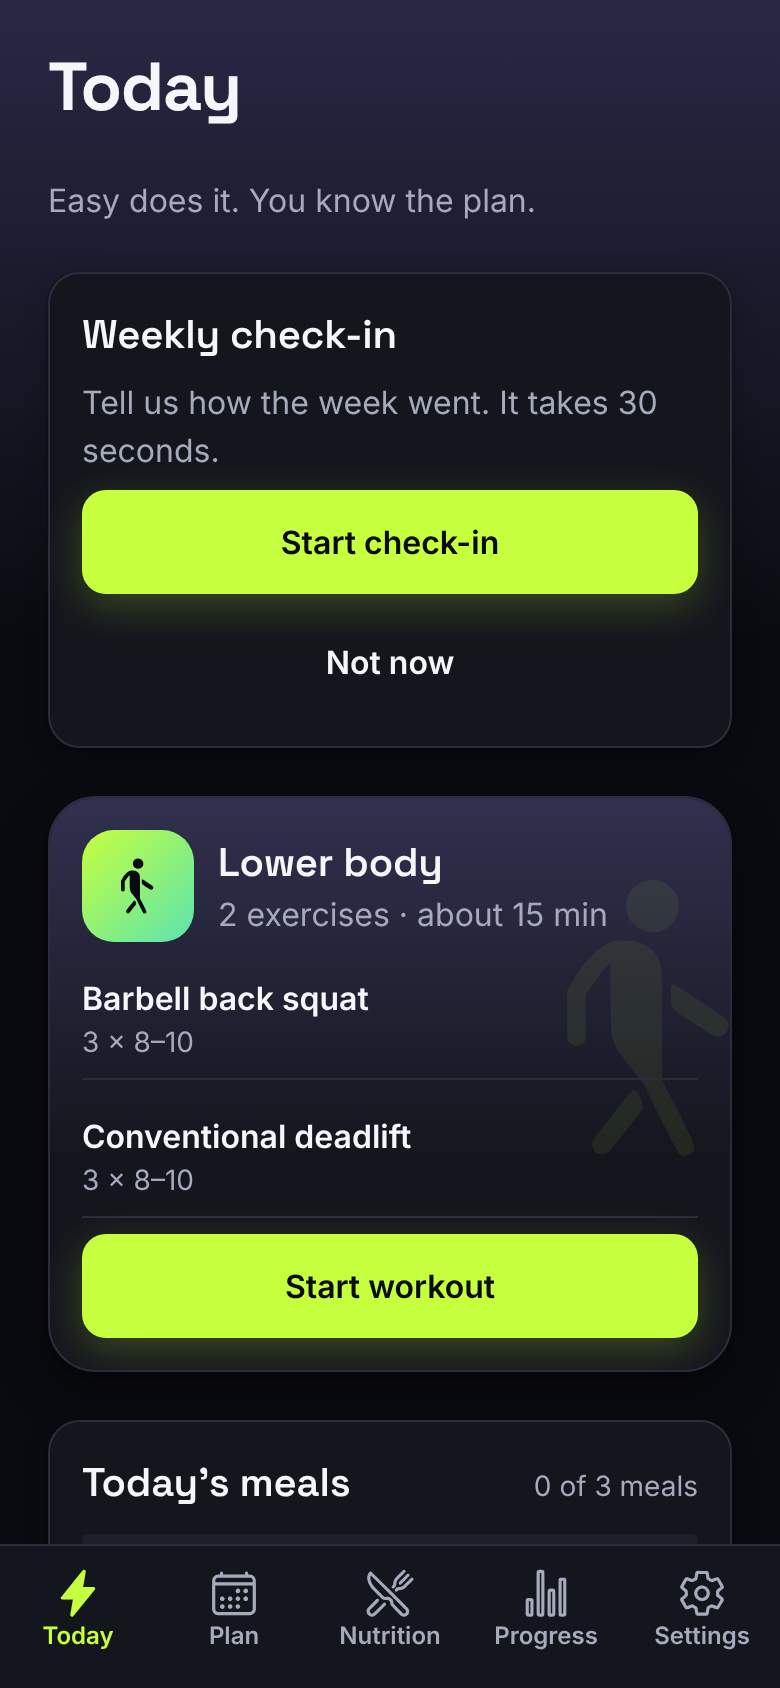 Today
Easy does it. You know the plan.
Weekly check-in
Tell us how the week went. It takes 30
seconds.
Start check-in
Not now
Lower body
2 exercises · about 15 min
Barbell back squat
3 × 8–10
Conventional deadlift
3 × 8–10
Start workout
Today’s meals
0 of 3 meals
Today
Plan
Nutrition
Progress
Settings